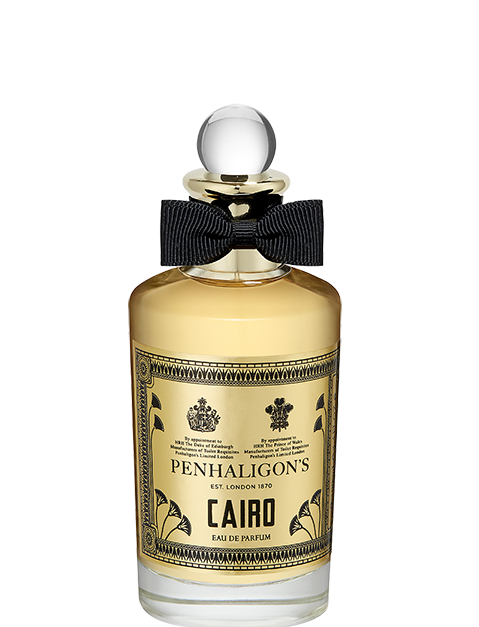 By appointment to
HRH The Duke of Edinburgh
Manufacturers of Toilet Requisites
Penhaligon's Limited London
By appointment to
HRH The Prince of Wales
Manufacturers of Toilet Requisites
Penhaligon's Limited London
PENHALIGON'S
EST. LONDON 1870
CAIRO
EAU DE PARFUM